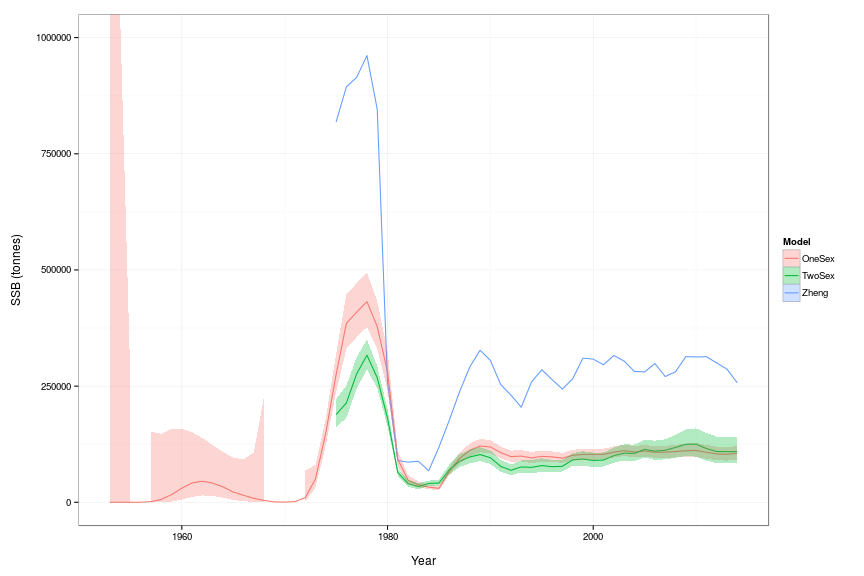 1000000
750000
500000
250000
0
SSB (tonnes)
1960
1980
2000
Year
Model
OneSex
TwoSex
Zheng